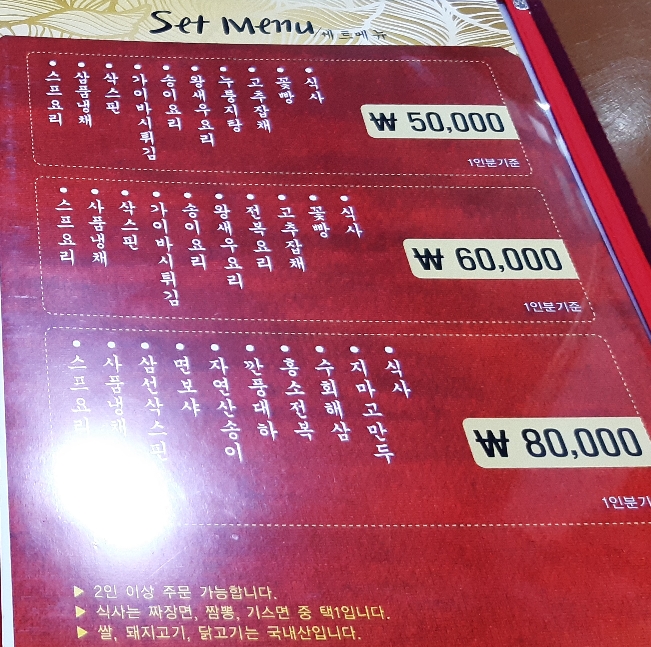 Set Menu 세트메뉴
스프요리
삼품냉채
삭스핀
가이바시튀김
송이요리
왕새우요리
누룽지탕
고추잡채
꽃빵
식사
₩ 50,000
1인분기준
스프요리
사품냉채
삭스핀
가이바시튀김
송이요리
왕새우요리
전복요리
고추잡채
꽃빵
식사
₩ 60,000
1인분기준
스프요리
사품냉채
삼선삭스핀
면보샤
자연산송이
깐풍대하
홍소전복
수회해삼
지마고만두
식사
₩ 80,000
1인분기
▶ 2인 이상 주문 가능합니다.
▶ 식사는 짜장면, 짬뽕, 기스면 중 택1입니다.
▶ 쌀, 돼지고기, 닭고기는 국내산입니다.